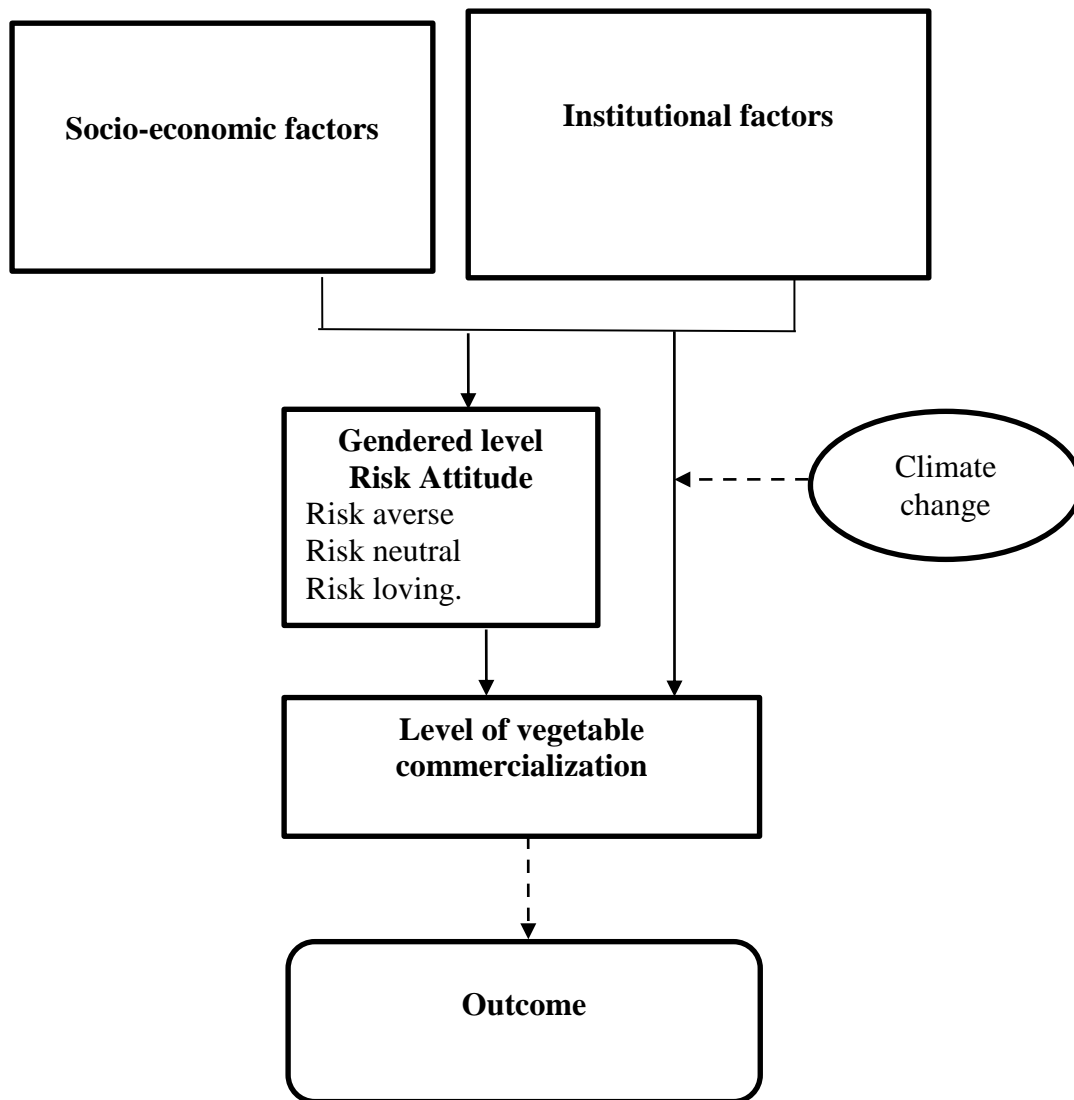 Socio-economic factors
Institutional factors
Gendered level
Risk Attitude
Risk averse
Risk neutral
Risk loving.
Climate
change
Level of vegetable
commercialization
Outcome